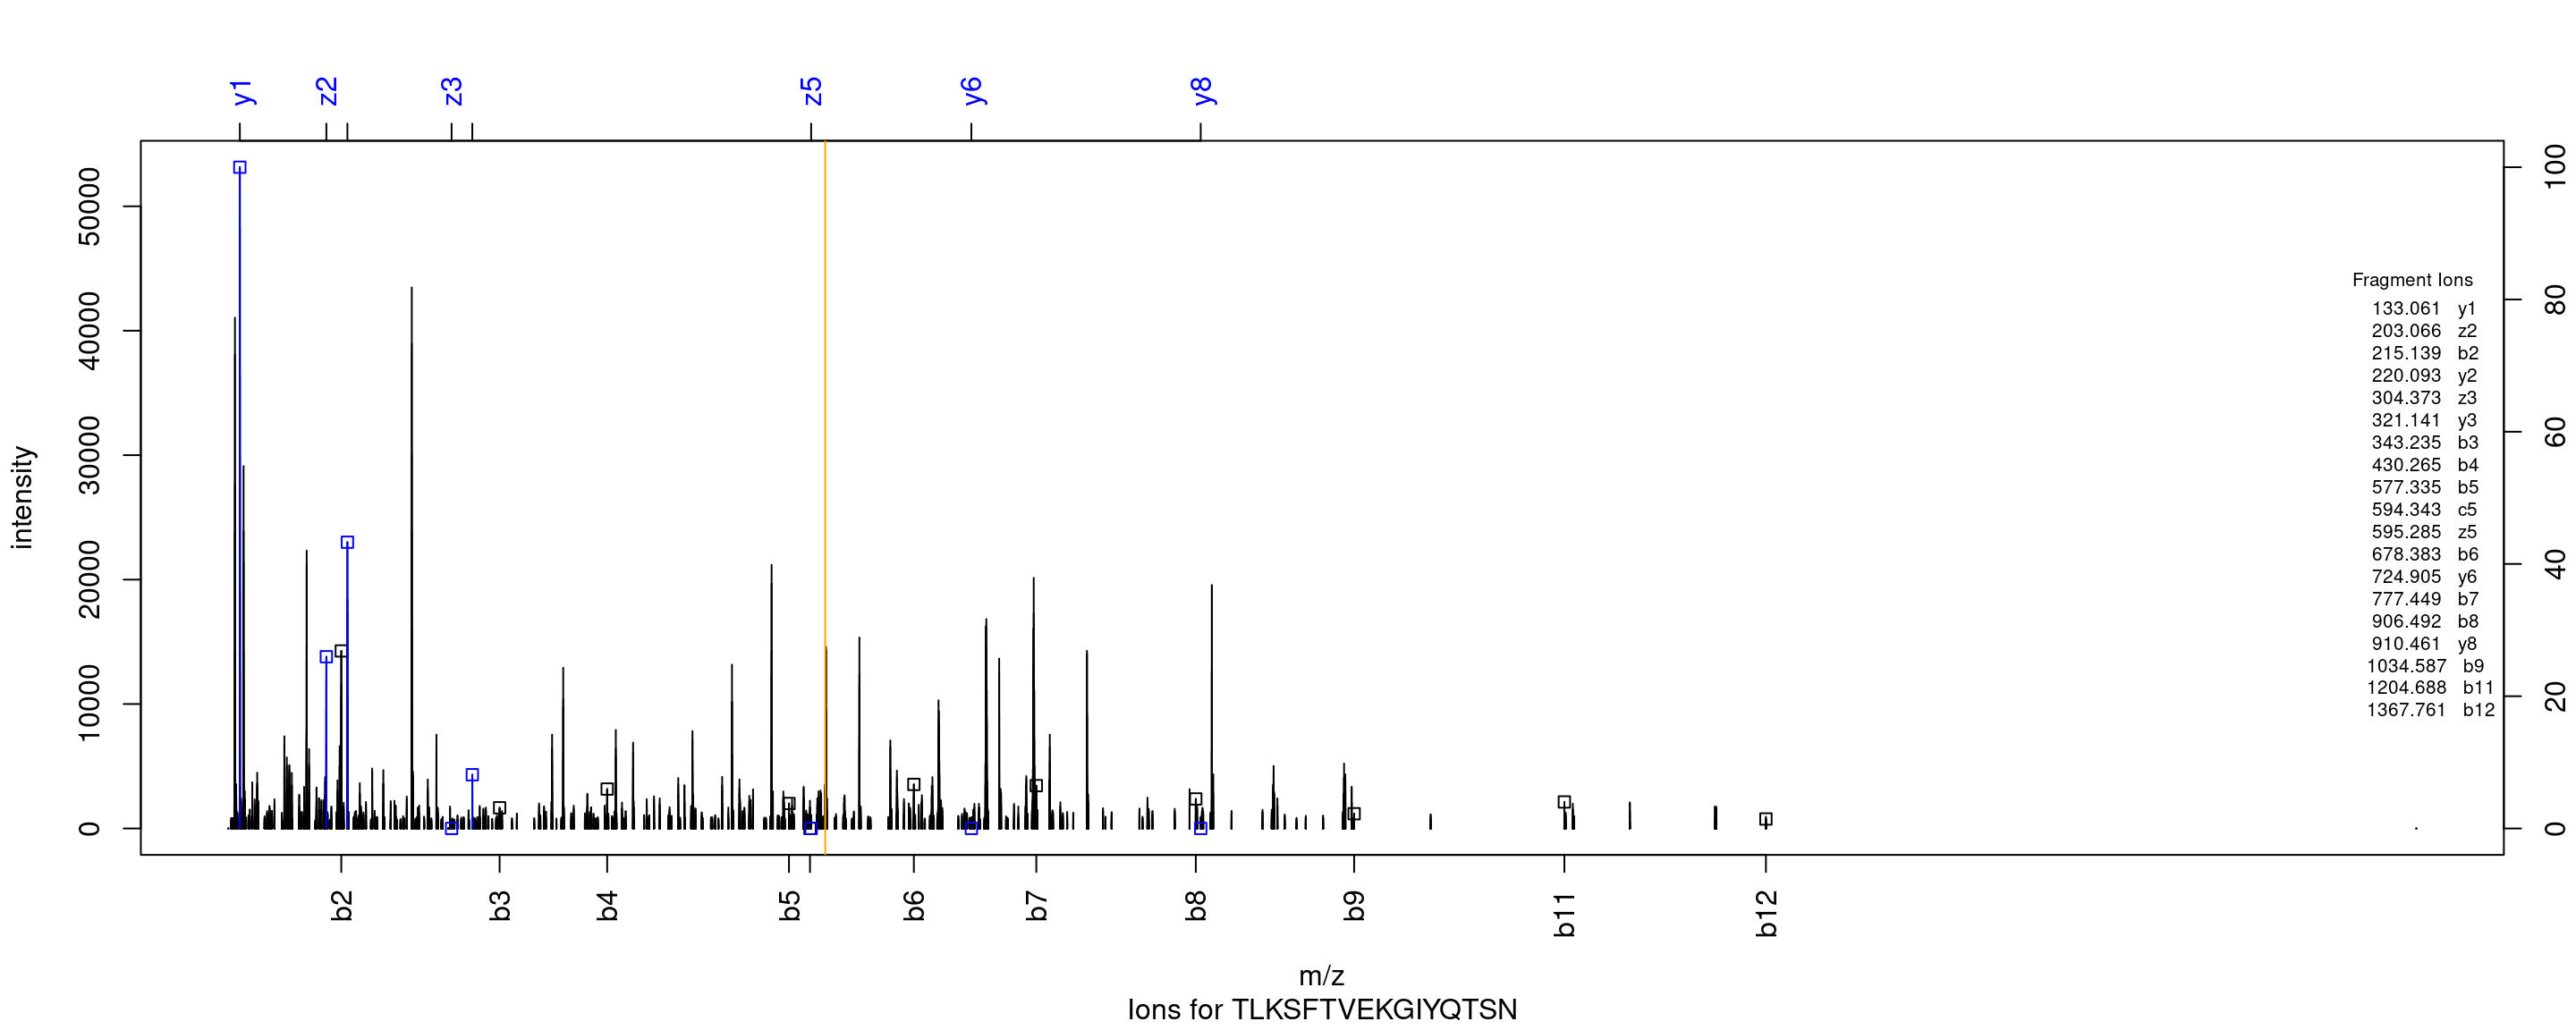 y1 z2 z3 z5 y6 y8
50000
40000
30000
20000
10000
0
intensity
100
80
60
40
20
0
Fragment Ions
133.061 y1
203.066 z2
215.139 b2
220.093 y2
304.373 z3
321.141 y3
343.235 b3
430.265 b4
577.335 b5
594.343 c5
595.285 z5
678.383 b6
724.905 y6
777.449 b7
906.492 b8
910.461 y8
1034.587 b9
1204.688 b11
1367.761 b12
b2 b3 b4 b5 b6 b7 b8 b9 b11 b12
m/z
Ions for TLKSFTVEKGIYQTSN